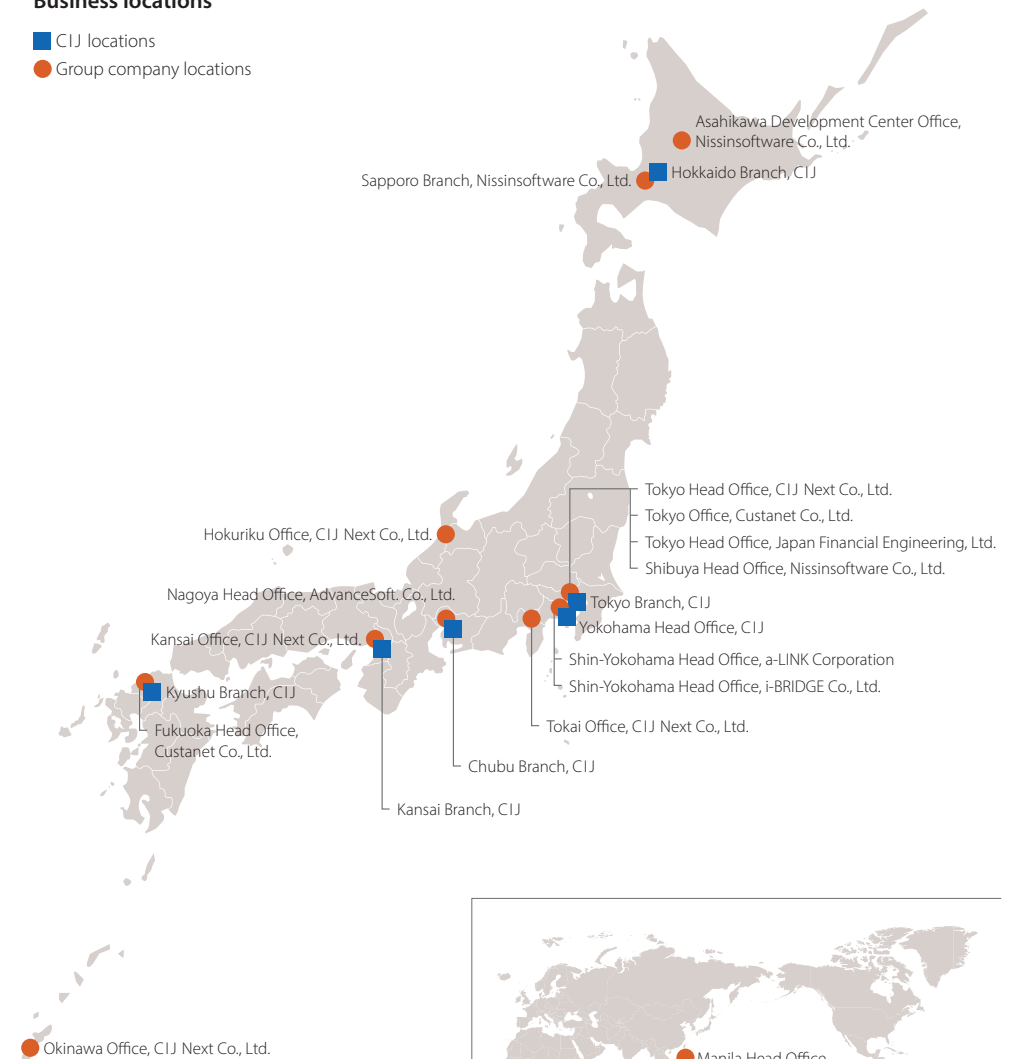 Business locations
CIJ locations
Group company locations
Asahikawa Development Center Office,
Nissinsoftware Co., Ltd.
Hokkaido Branch, CIJ
Sapporo Branch, Nissinsoftware Co., Ltd.
Tokyo Head Office, CIJ Next Co., Ltd.
Tokyo Office, Custanet Co., Ltd.
Hokuriku Office, CIJ Next Co., Ltd.
Tokyo Head Office, Japan Financial Engineering, Ltd.
Shibuya Head Office, Nissinsoftware Co., Ltd.
Nagoya Head Office, AdvanceSoft. Co., Ltd.
Tokyo Branch, CIJ
Yokohama Head Office, CIJ
Kansai Office, CIJ Next Co., Ltd.
Shin-Yokohama Head Office, a-LINK Corporation
Shin-Yokohama Head Office, i-BRIDGE Co., Ltd.
Kyushu Branch, CIJ
Tokai Office, CIJ Next Co., Ltd.
Fukuoka Head Office,
Custanet Co., Ltd.
Chubu Branch, CIJ
Kansai Branch, CIJ
Okinawa Office, CIJ Next Co., Ltd.
Manila Head Office